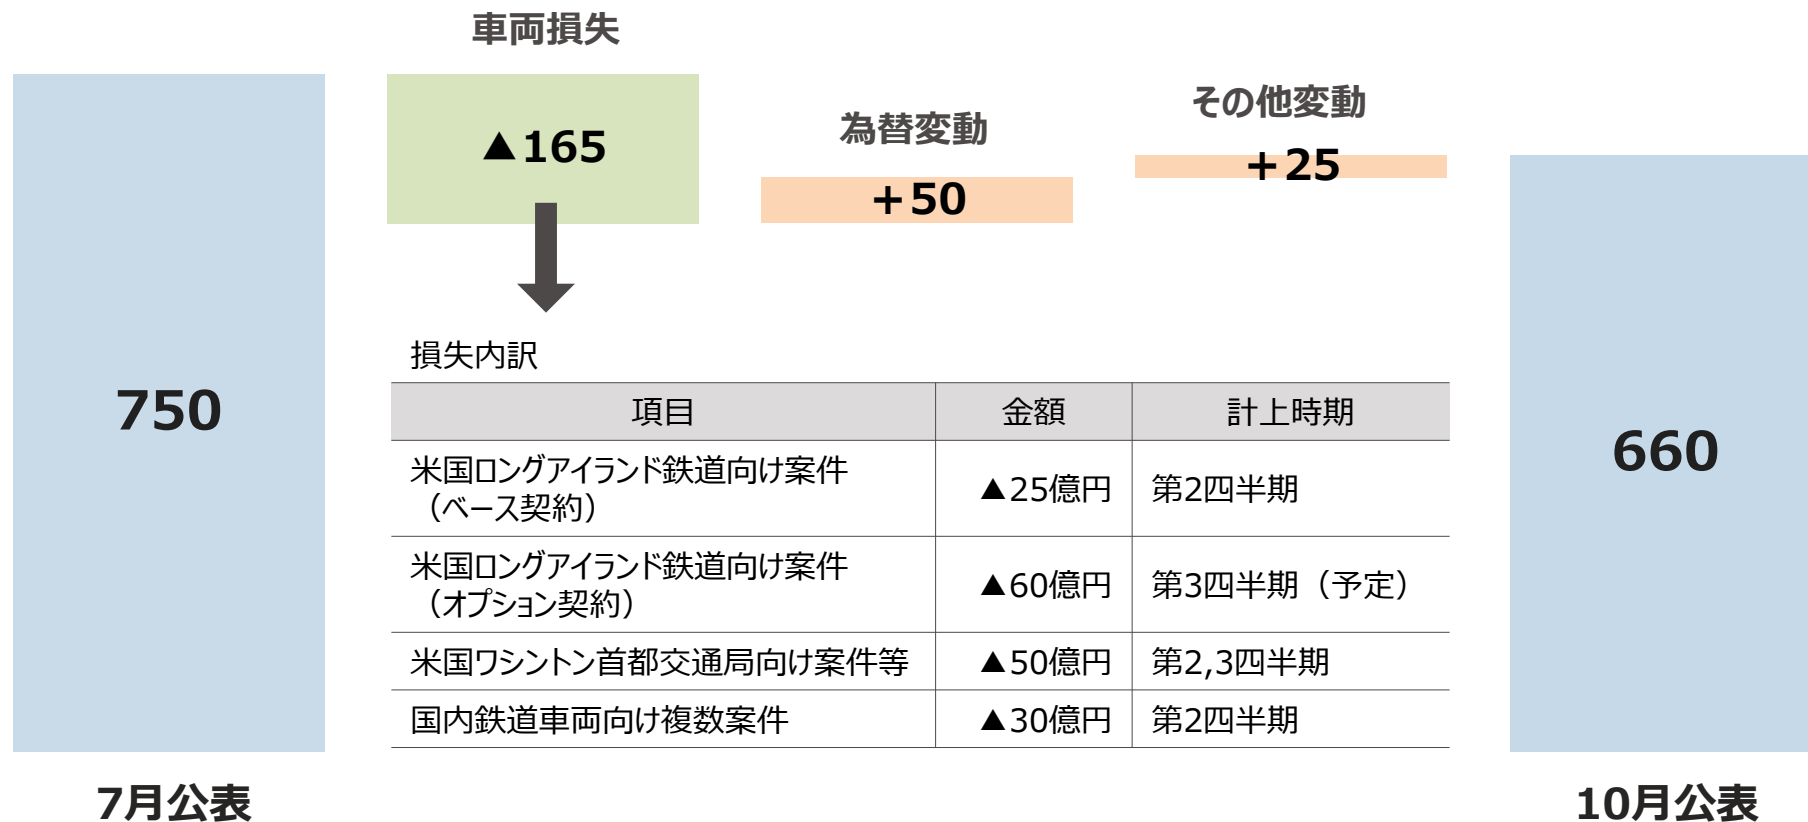 車両損失
▲165
為替変動
+50
その他変動
+25
750
660
損失内訳
項目 金額 計上時期
米国ロングアイランド鉄道向け案件
（ベース契約）
▲25億円 第2四半期
米国ロングアイランド鉄道向け案件
（オプション契約）
▲60億円 第3四半期（予定）
米国ワシントン首都交通局向け案件等 ▲50億円 第2,3四半期
国内鉄道車両向け複数案件 ▲30億円 第2四半期
7月公表
10月公表